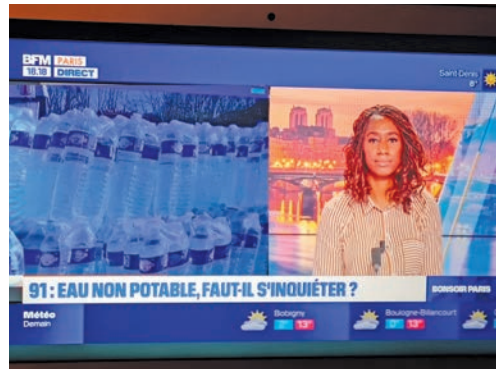 BFM PARIS
18.18 DIRECT
Saint Denis
8°
91 : EAU NON POTABLE, FAUT-IL S'INQUIÉTER ?
BONSOIR PARIS
Météo
Demain
Bobigny
13°
Boulogne-Billancourt
0° 13°